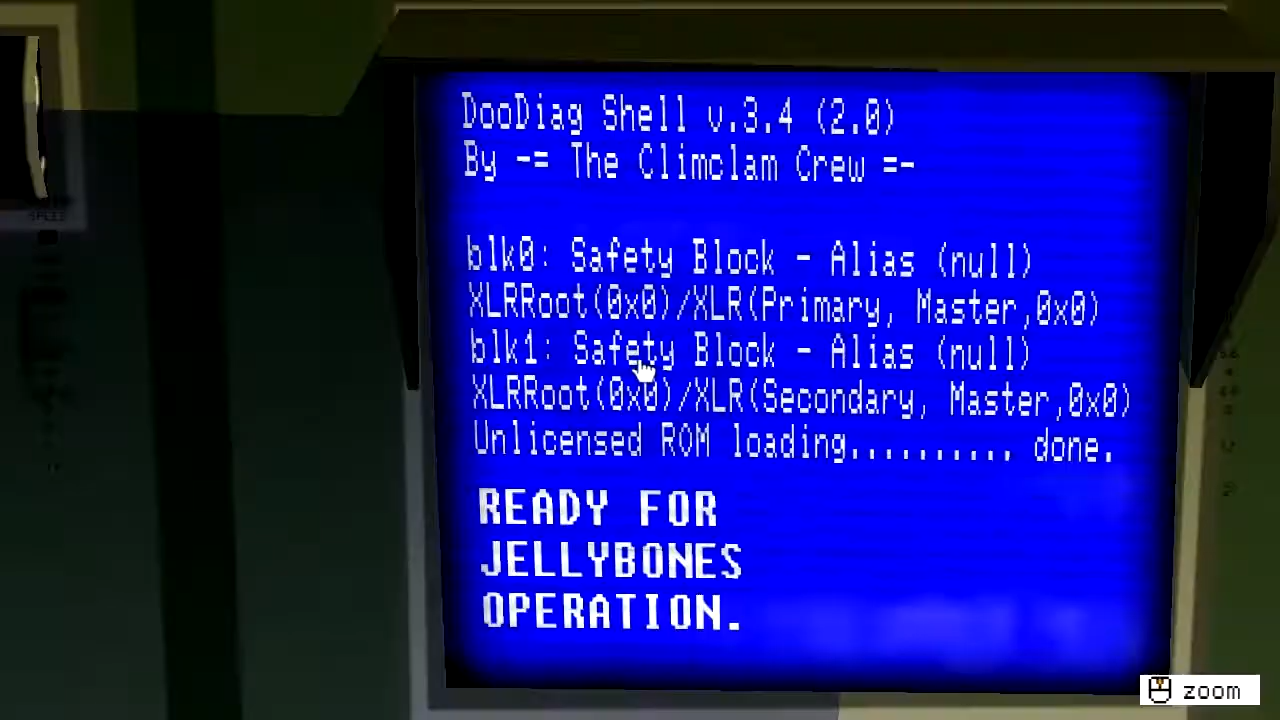 DooDiag Shell v.3.4 (2.0)
By -= The Climclam Crew =-
blk0: Safety Block - Alias (null)
XLRRoot(0x0)/XLR(Primary, Master,0x0)
blk1: Safety Block - Alias (null)
XLRRoot(0x0)/XLR(Secondary, Master,0x0)
Unlicensed ROM loading.......... done.
READY FOR
JELLYBONES
OPERATION.
zoom